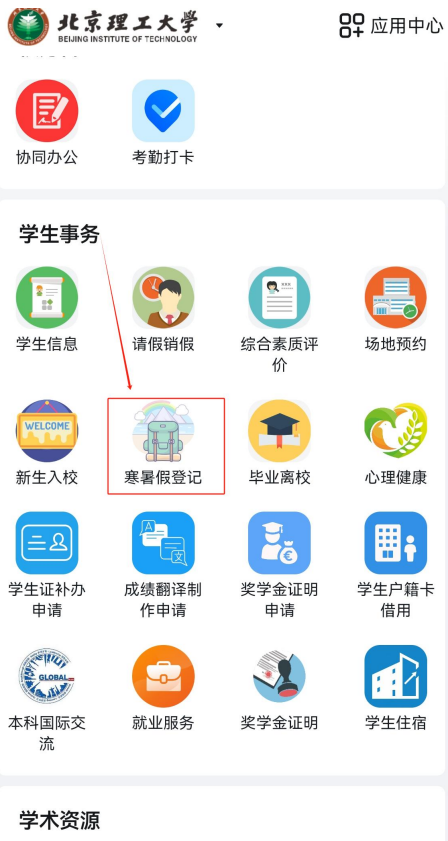 北京理工大学
BEIJING INSTITUTE OF TECHNOLOGY
应用中心
协同办公
考勤打卡
学生事务
学生信息
请假销假
综合素质评
价
场地预约
WELCOME
新生入校
寒暑假登记
毕业离校
心理健康
学生证补办
申请
成绩翻译制
作申请
奖学金证明
申请
学生户籍卡
借用
GLOBAL
本科国际交
流
就业服务
奖学金证明
学生住宿
学术资源